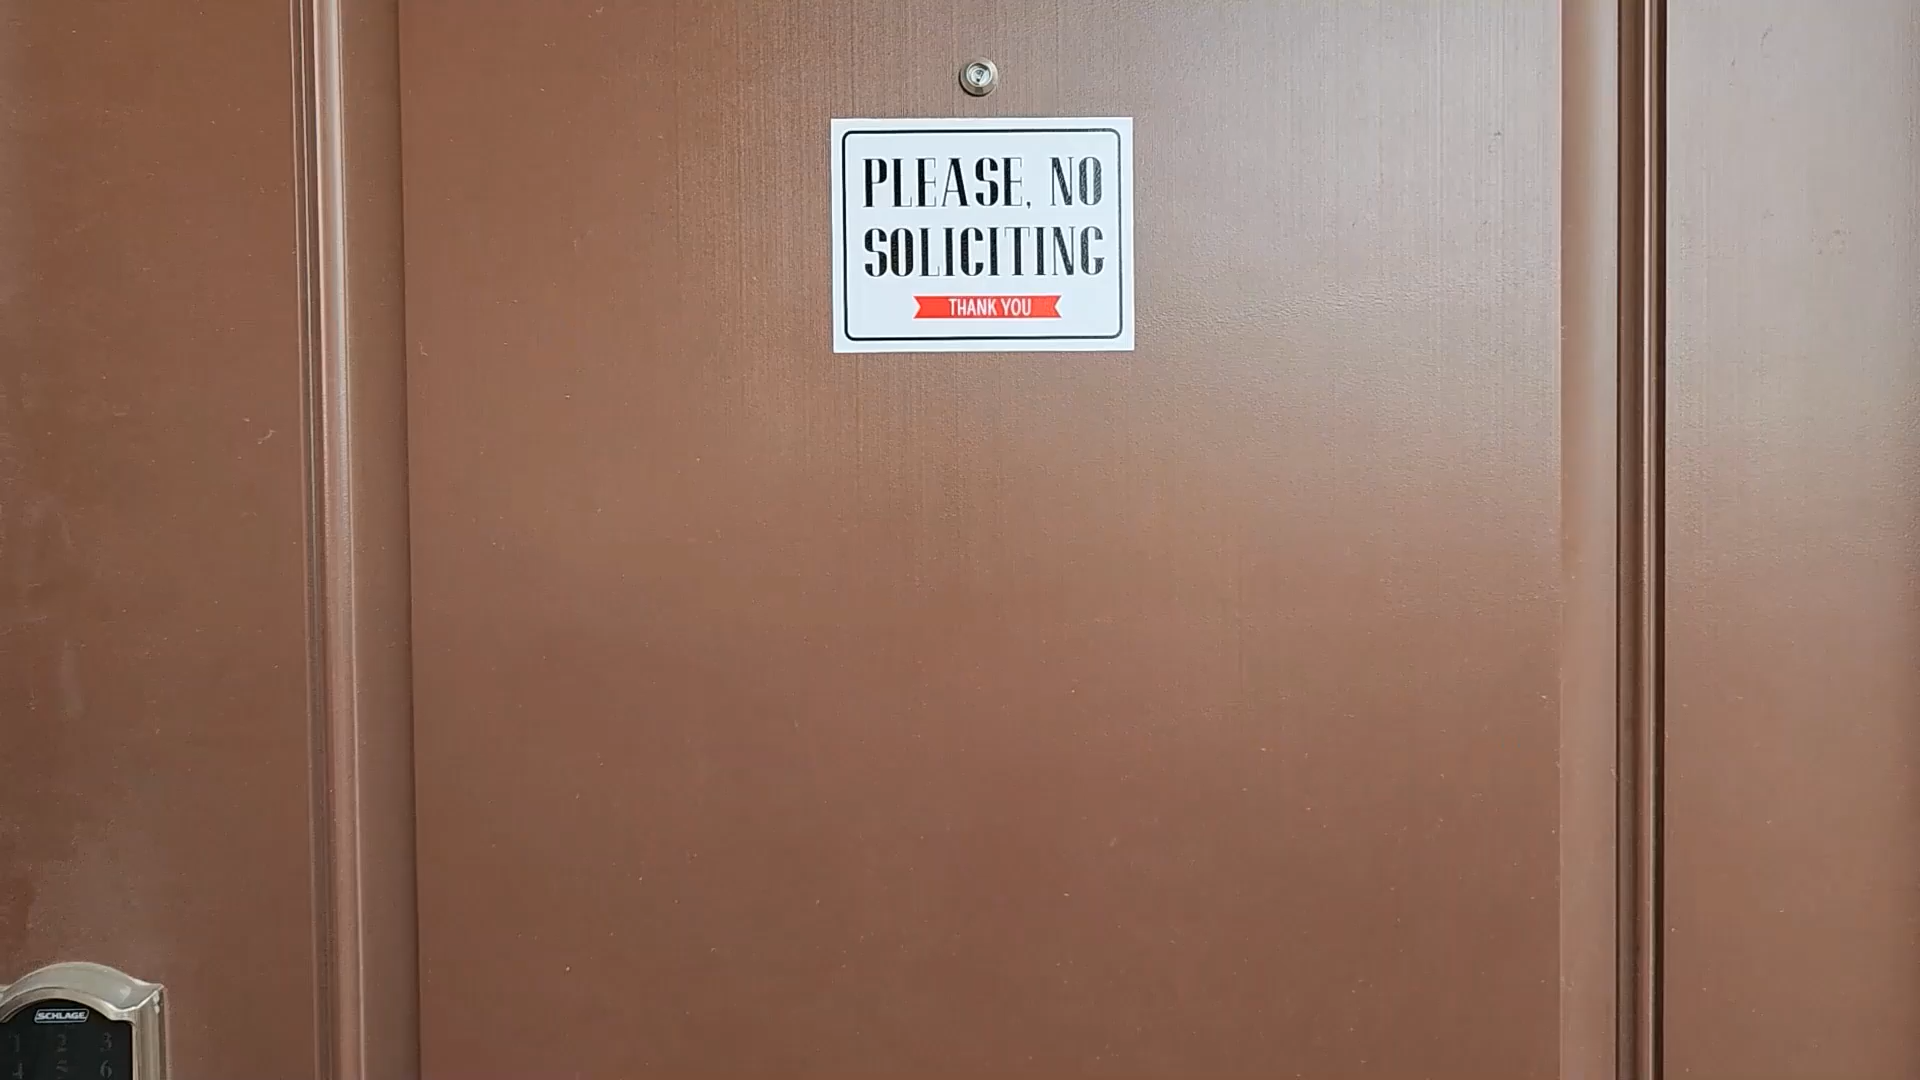 PLEASE, NO
SOLICITING
THANK YOU
SCHLAGE
1 2 3
4 5 6